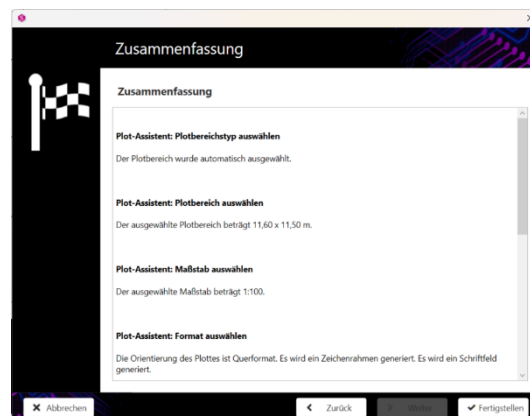 Zusammenfassung
Zusammenfassung
Plot-Assistent: Plotbereichstyp auswählen
Der Plotbereich wurde automatisch ausgewählt.
Plot-Assistent: Plotbereich auswählen
Der ausgewählte Plotbereich beträgt 11,60 x 11,50 m.
Plot-Assistent: Maßstab auswählen
Der ausgewählte Maßstab beträgt 1:100.
Plot-Assistent: Format auswählen
Die Orientierung des Plottes ist Querformat. Es wird ein Zeichenrahmen generiert. Es wird ein Schriftfeld
generiert.
Abbrechen
Zurück
Weiter
Fertigstellen